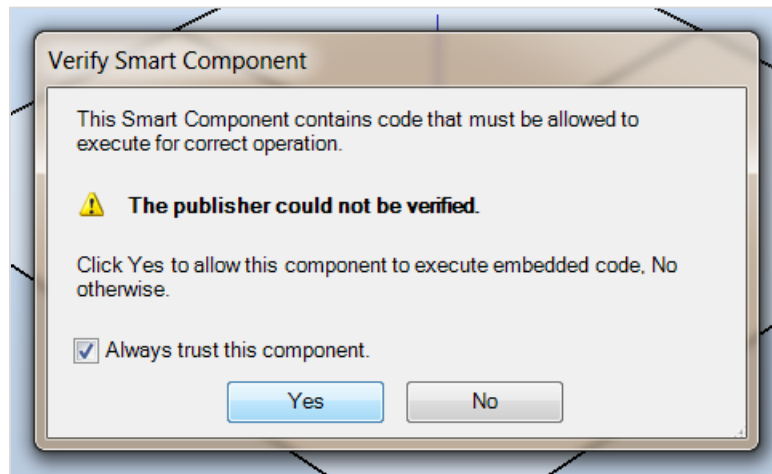 Verify Smart Component
This Smart Component contains code that must be allowed to
execute for correct operation.
The publisher could not be verified.
Click Yes to allow this component to execute embedded code, No
otherwise.
Always trust this component.
Yes
No